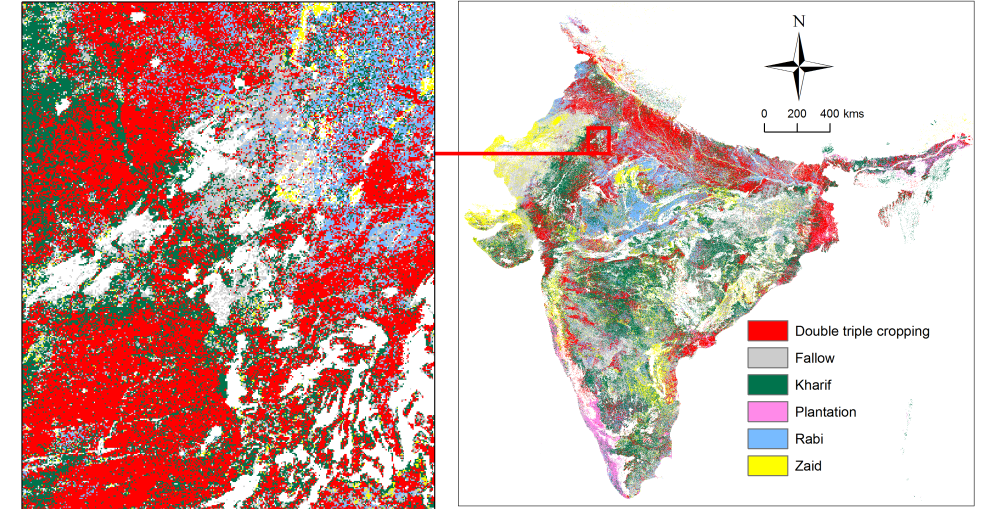 N
0 200 400 kms
Double triple cropping
Fallow
Kharif
Plantation
Rabi
Zaid